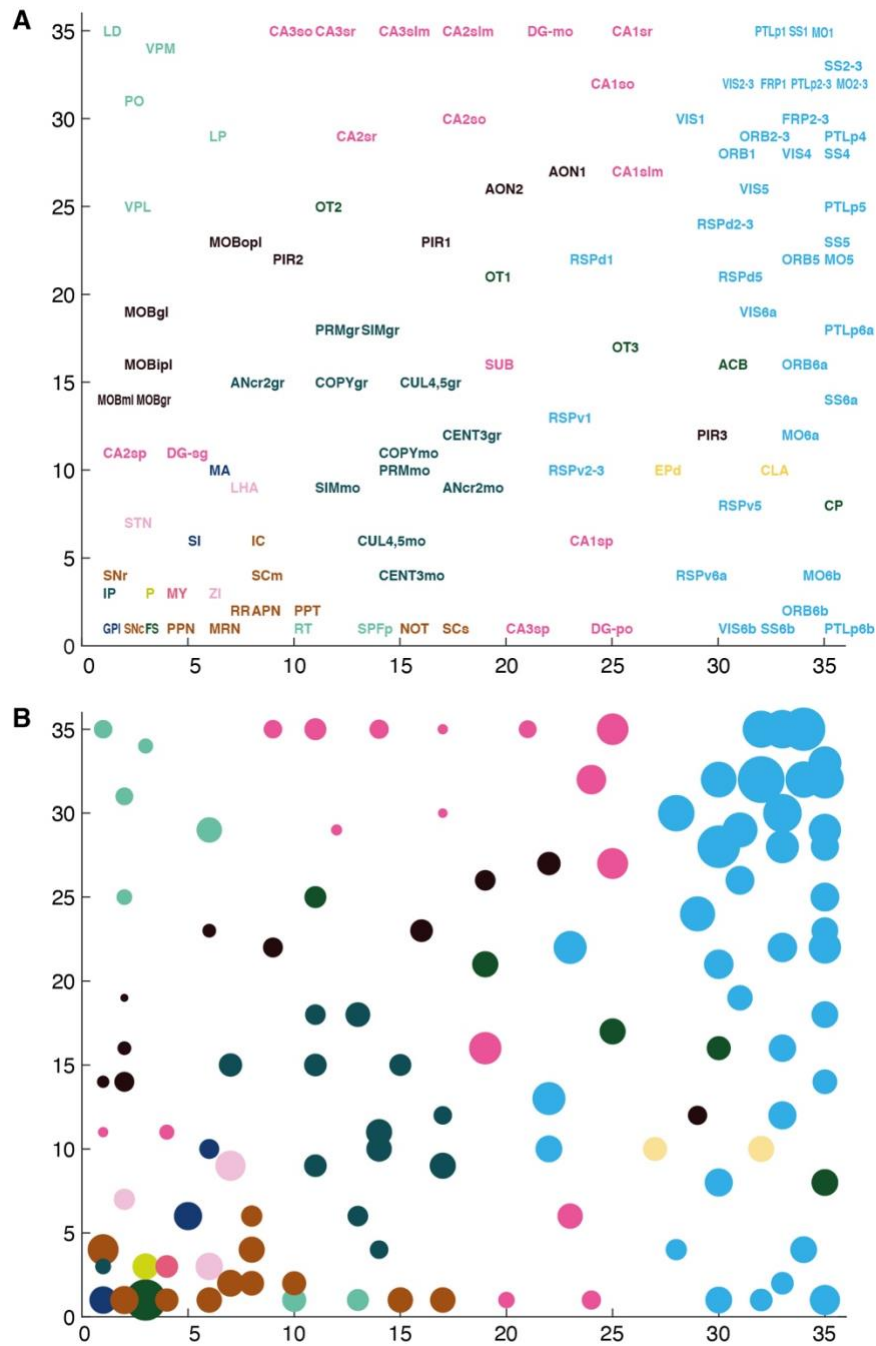 A
35 LD CA3so CA3sr CA3slm CA2slm DG-mo CA1sr PTLp1 SS1 MO1
VPM
SS2-3
CA1so VIS2-3 FRP1 PTLp2-3 MO2-3
PO
30 CA2so VIS1 FRP2-3
LP CA2sr ORB2-3 PTLp4
ORB1 VIS4 SS4
AON1 CA1slm
AON2 VIS5
25 VPL OT2 PTLp5
RSPd2-3
MOBopl PIR1 SS5
PIR2 RSPd1 ORB5 MO5
OT1 RSPd5
20
MOBgl VIS6a
PRMgr SIMgr PTLp6a
OT3
MOBipl SUB ACB ORB6a
15 ANcr2gr COPYgr CUL4,5gr
MOBml MOBgr SS6a
RSPv1
CENT3gr PIR3 MO6a
CA2sp DG-sg COPYmo
10 MA PRMmo RSPv2-3 EPd CLA
LHA SIMmo ANcr2mo
RSPv5 CP
STN
SI IC CUL4,5mo CA1sp
5
SNr SCm CENT3mo RSPv6a MO6b
IP P MY ZI
RR APN PPT ORB6b
GPi SNc FS PPN MRN RT SPFp NOT SCs CA3sp DG-po VIS6b SS6b PTLp6b
0
0 5 10 15 20 25 30 35
B
35
30
25
20
15
10
5
0
0 5 10 15 20 25 30 35